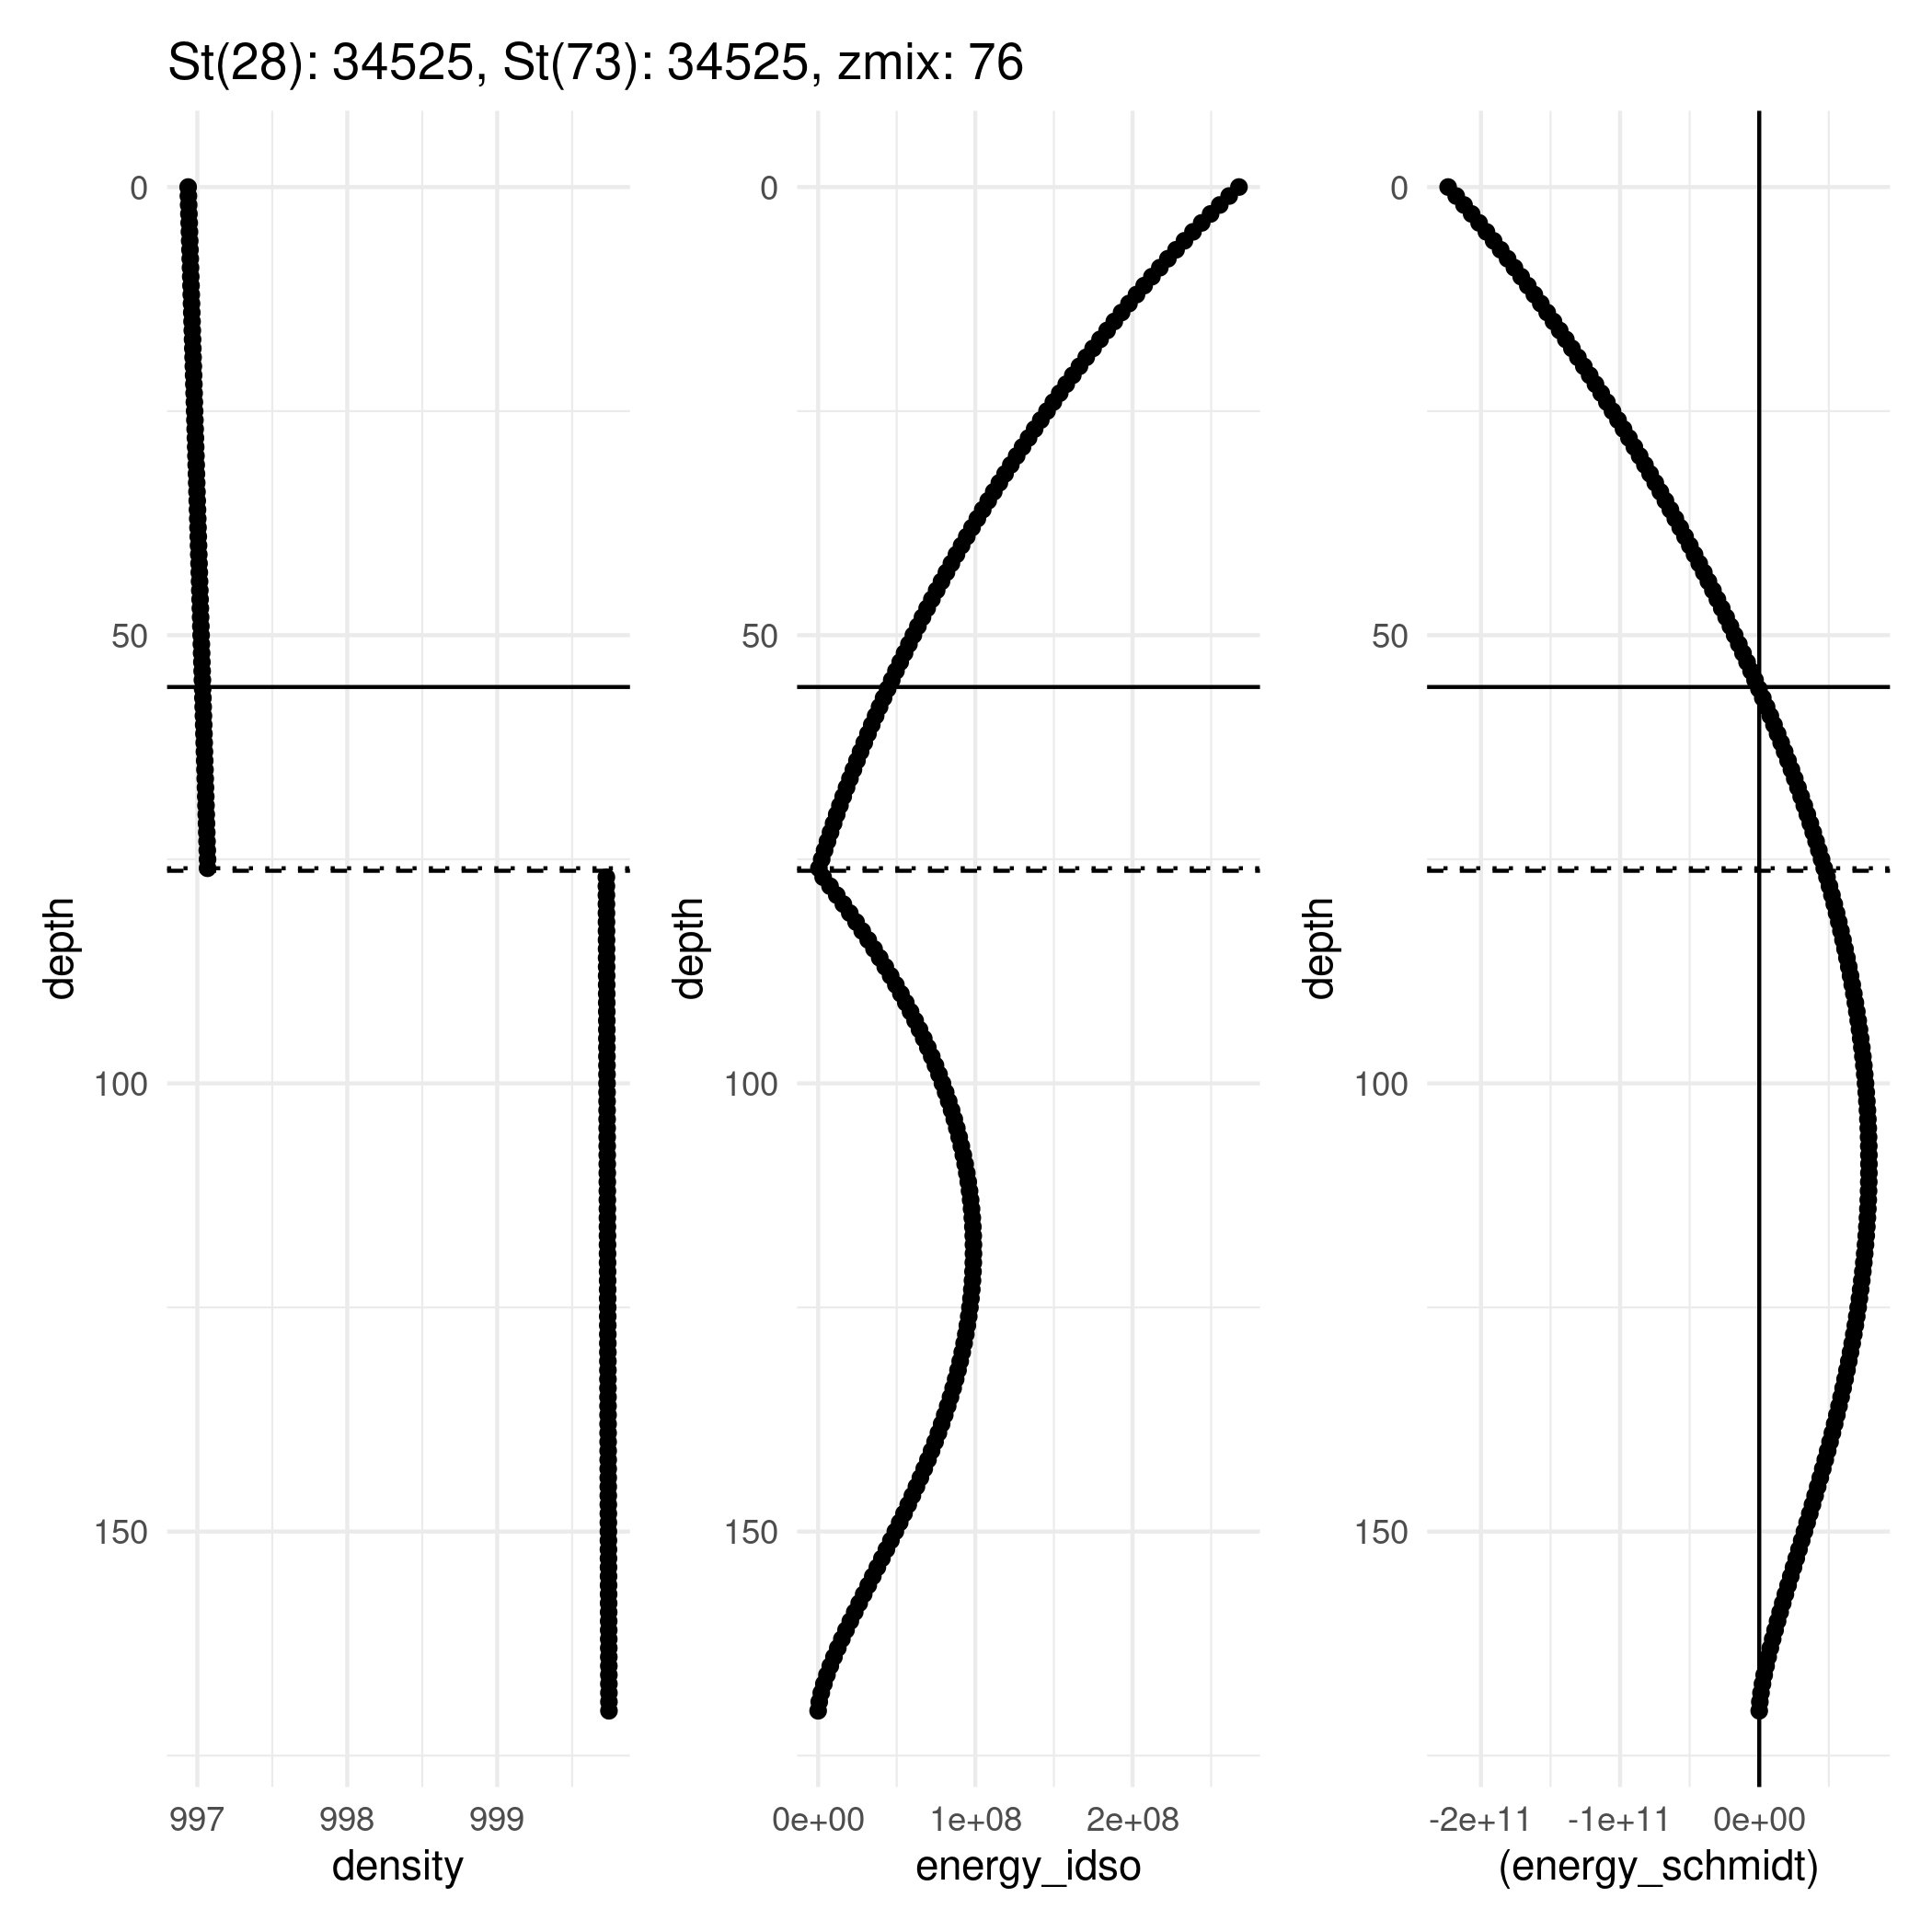 St(28): 34525, St(73): 34525, zmix: 76
0
50
100
150
depth
997 998 999
density
0
50
100
150
depth
0e+00 1e+08 2e+08
energy_idso
0
50
100
150
depth
-2e+11 -1e+11 0e+00
(energy_schmidt)